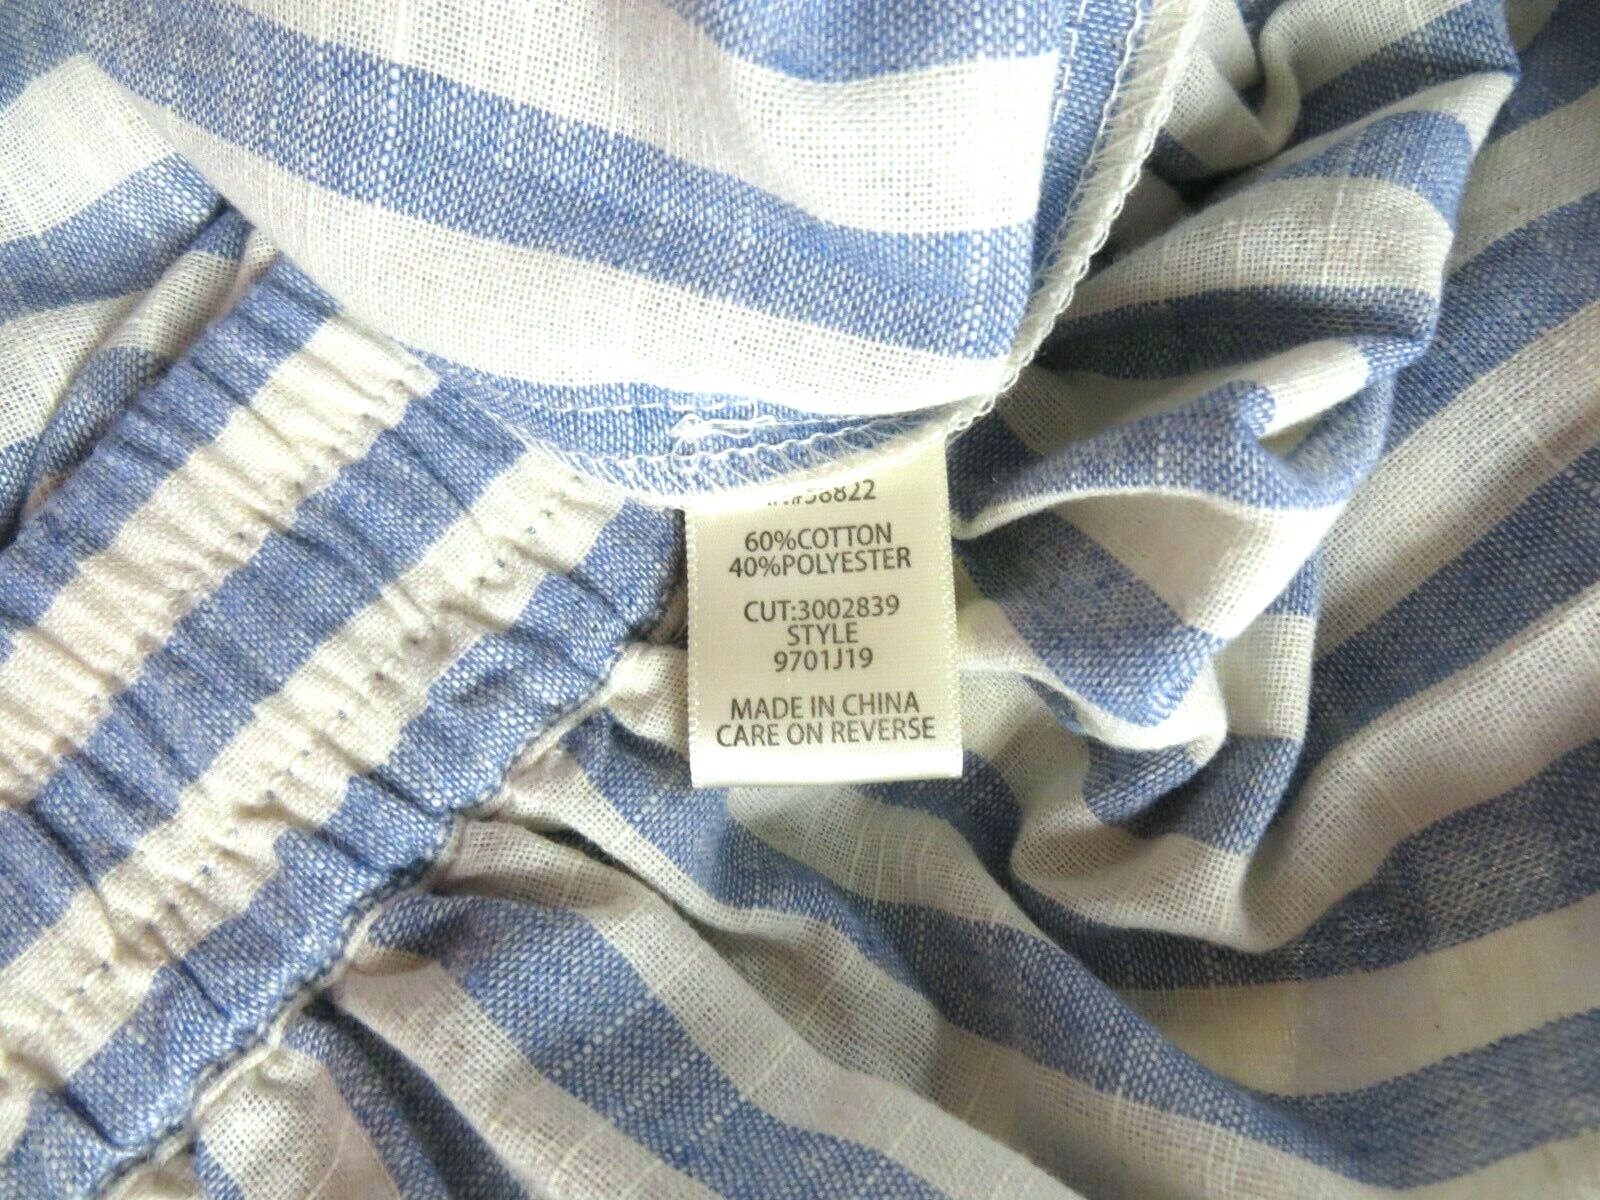 60%COTTON
40%POLYESTER
CUT:3002839
STYLE
9701J19
MADE IN CHINA
CARE ON REVERSE